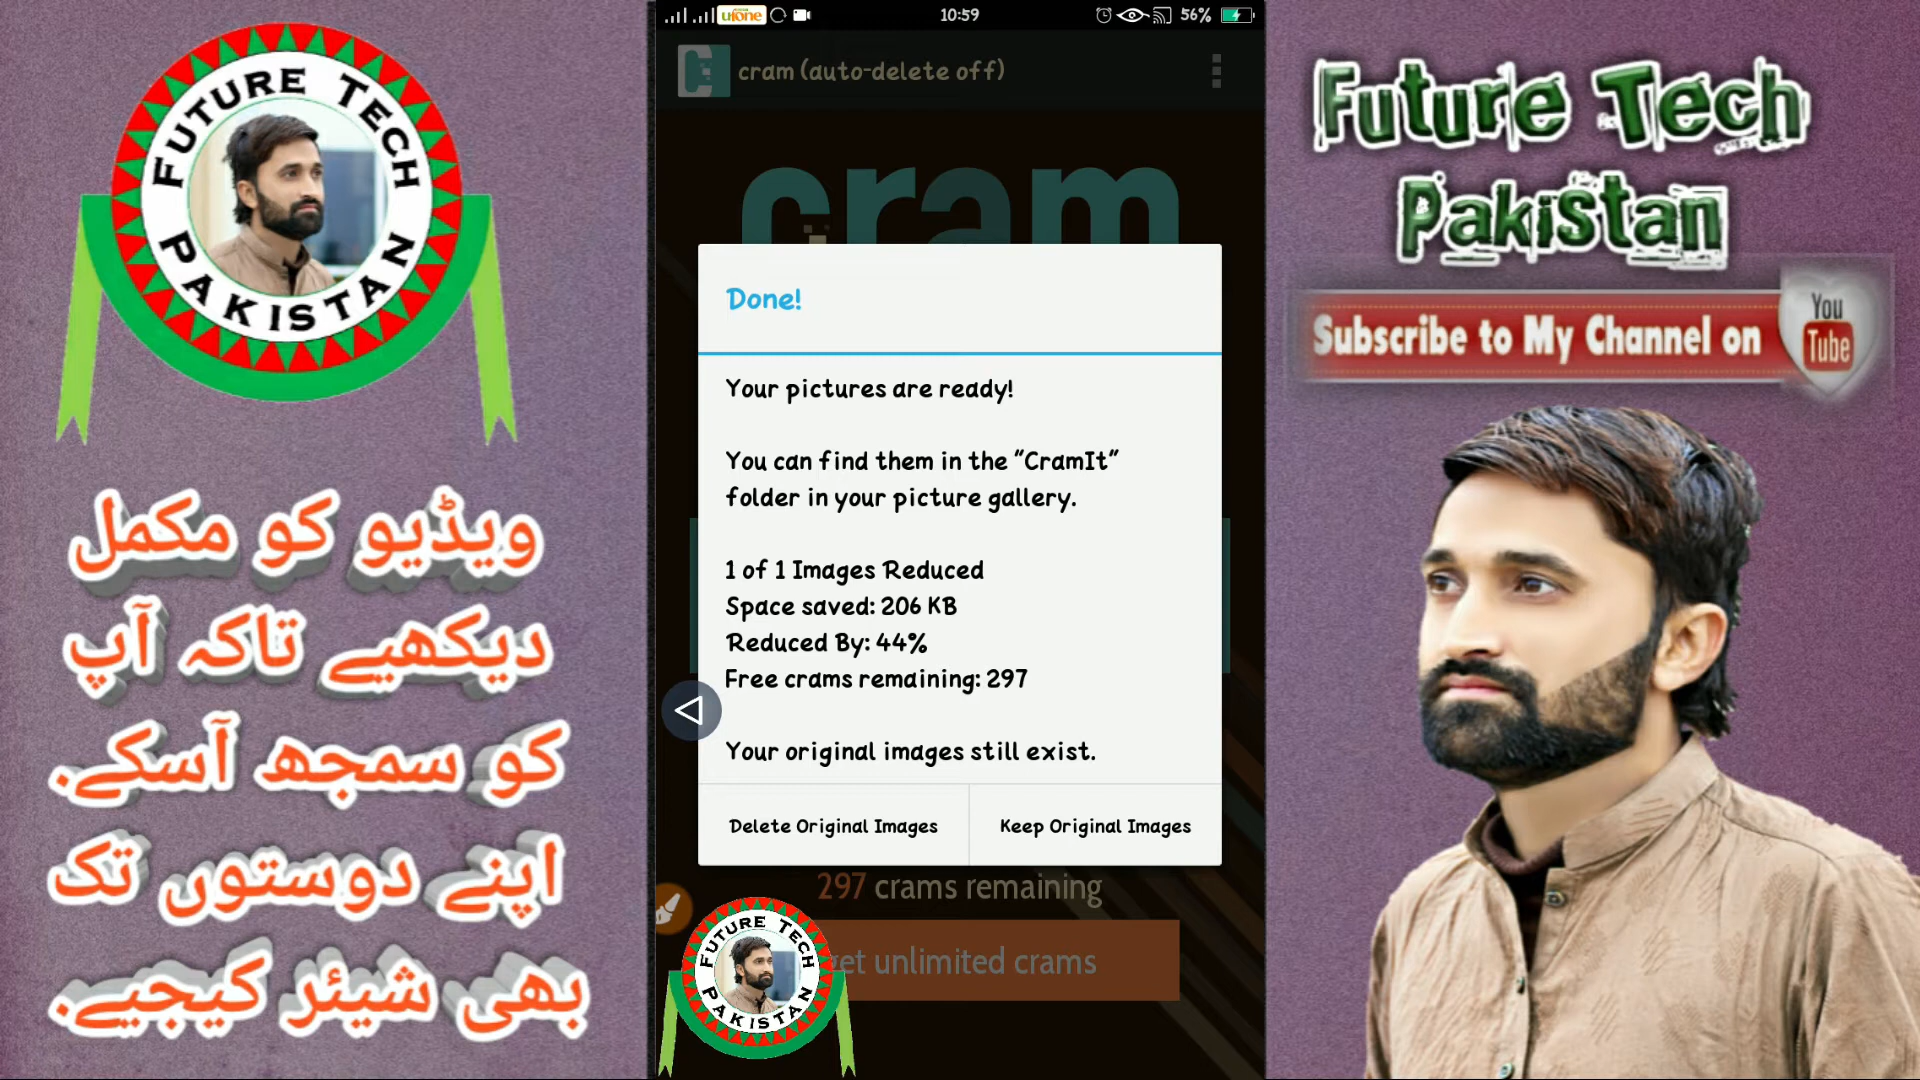 FUTURE TECH
PAKISTAN
ویڈیو کو مکمل
دیکھیے تاکہ آپ
کو سمجھ آسکے.
اپنے دوستوں تک
بھی شیئر کیجیے.
ufone
10:59
56%
cram (auto-delete off)
cram
Done!
Your pictures are ready!
You can find them in the "CramIt"
folder in your picture gallery.
1 of 1 Images Reduced
Space saved: 206 KB
Reduced By: 44%
Free crams remaining: 297
Your original images still exist.
Delete Original Images
Keep Original Images
297 crams remaining
get unlimited crams
FUTURE TECH
PAKISTAN
Future Tech
Pakistan
Subscribe to My Channel on
You
Tube